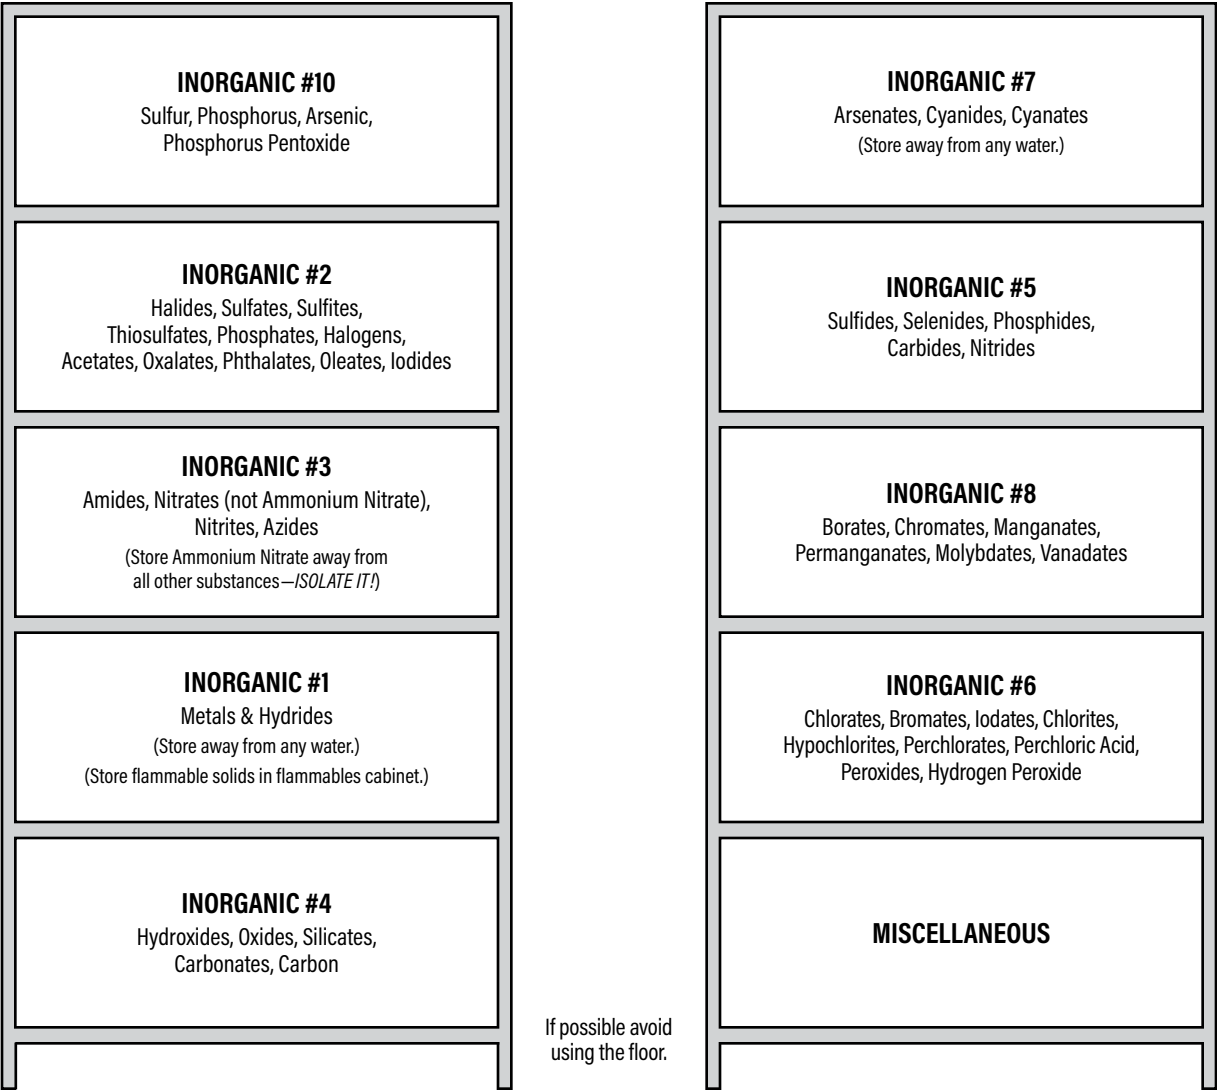 INORGANIC #10
Sulfur, Phosphorus, Arsenic,
Phosphorus Pentoxide
INORGANIC #2
Halides, Sulfates, Sulfites,
Thiosulfates, Phosphates, Halogens,
Acetates, Oxalates, Phthalates, Oleates, Iodides
INORGANIC #3
Amides, Nitrates (not Ammonium Nitrate),
Nitrites, Azides
(Store Ammonium Nitrate away from
all other substances—ISOLATE IT!)
INORGANIC #1
Metals & Hydrides
(Store away from any water.)
(Store flammable solids in flammables cabinet.)
INORGANIC #4
Hydroxides, Oxides, Silicates,
Carbonates, Carbon
If possible avoid
using the floor.
INORGANIC #7
Arsenates, Cyanides, Cyanates
(Store away from any water.)
INORGANIC #5
Sulfides, Selenides, Phosphides,
Carbides, Nitrides
INORGANIC #8
Borates, Chromates, Manganates,
Permanganates, Molybdates, Vanadates
INORGANIC #6
Chlorates, Bromates, Iodates, Chlorites,
Hypochlorites, Perchlorates, Perchloric Acid,
Peroxides, Hydrogen Peroxide
MISCELLANEOUS